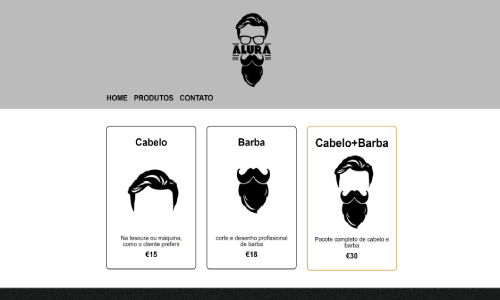 ALURA
HOME PRODUTOS CONTATO
Cabelo
Na tesoura ou máquina,
como o cliente preferir
€15
Barba
corte e desenho profissional
de barba
€18
Cabelo+Barba
Pacote completo de cabelo e
barba
€30